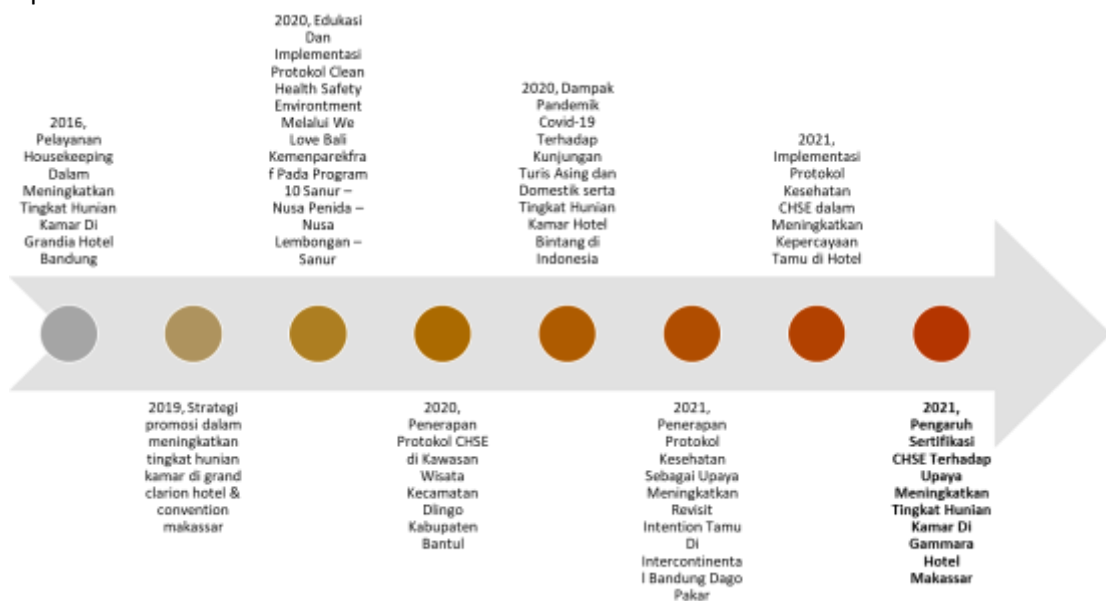 2016,
Pelayanan
Housekeeping
Dalam
Meningkatkan
Tingkat Hunian
Kamar Di
Grandia Hotel
Bandung
2019, Strategi
promosi dalam
meningkatkan
tingkat hunian
kamar di grand
clarion hotel &
convention
makassar
2020, Edukasi
Dan
Implementasi
Protokol Clean
Health Safety
Environtment
Melalui We
Love Bali
Kemenparekfra
f Pada Program
10 Sanur –
Nusa Penida –
Nusa
Lembongan –
Sanur
2020,
Penerapan
Protokol CHSE
di Kawasan
Wisata
Kecamatan
Dlingo
Kabupaten
Bantul
2020, Dampak
Pandemik
Covid-19
Terhadap
Kunjungan
Turis Asing dan
Domestik serta
Tingkat Hunian
Kamar Hotel
Bintang di
Indonesia
2021,
Penerapan
Protokol
Kesehatan
Sebagai Upaya
Meningkatkan
Revisit
Intention Tamu
Di
Intercontinenta
l Bandung Dago
Pakar
2021,
Implementasi
Protokol
Kesehatan
CHSE dalam
Meningkatkan
Kepercayaan
Tamu di Hotel
2021,
Pengaruh
Sertifikasi
CHSE Terhadap
Upaya
Meningkatkan
Tingkat Hunian
Kamar Di
Gammara
Hotel
Makassar